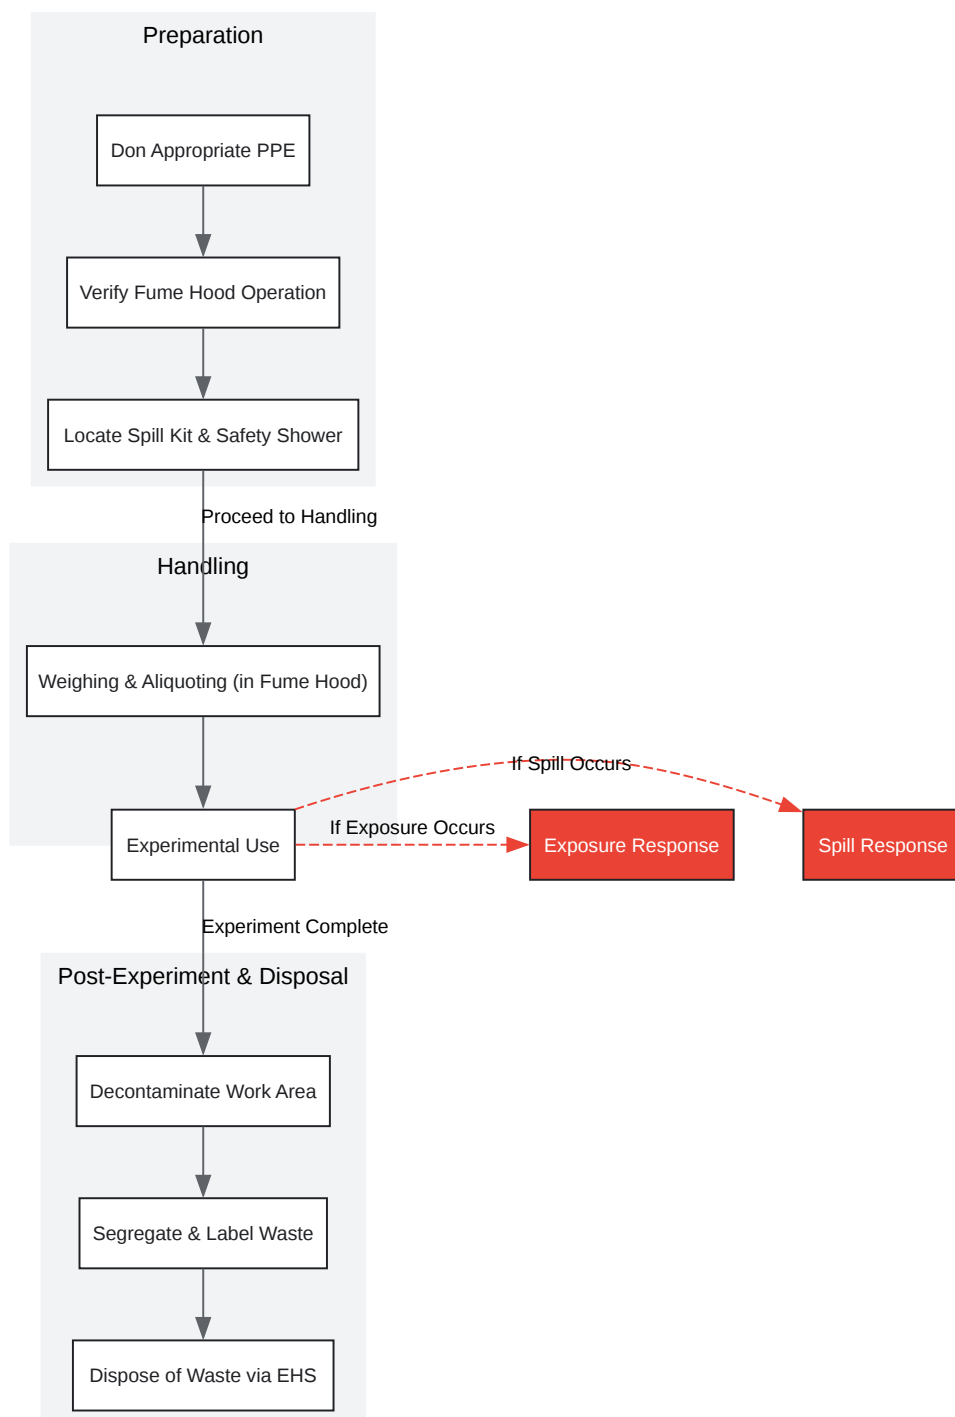 Preparation
Don Appropriate PPE
Verify Fume Hood Operation
Locate Spill Kit & Safety Shower
Proceed to Handling
Handling
Weighing & Aliquoting (in Fume Hood)
If Spill Occurs
If Exposure Occurs
Experimental Use
Exposure Response
Spill Response
Experiment Complete
Post-Experiment & Disposal
Decontaminate Work Area
Segregate & Label Waste
Dispose of Waste via EHS